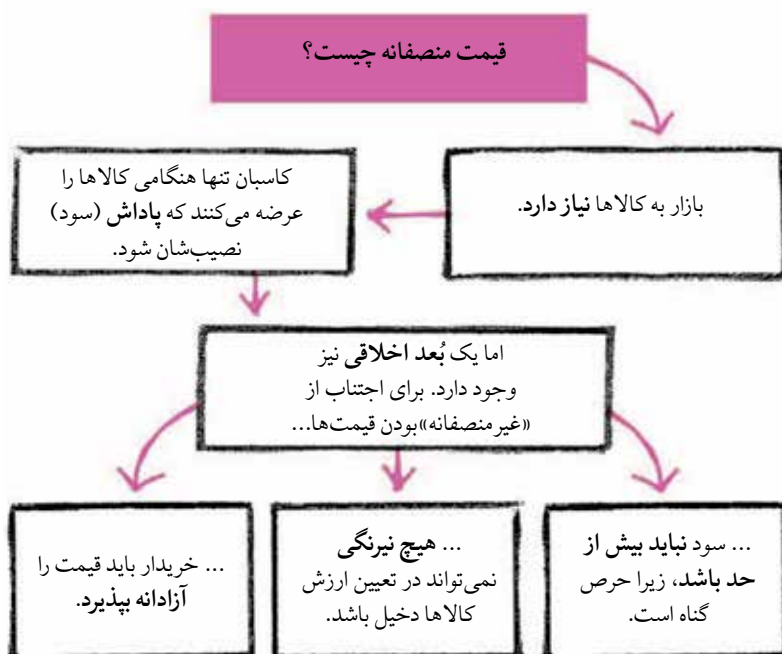 قیمت منصفانه چیست؟
بازار به کالاها نیاز دارد.
کاسبان تنها هنگامی کالاها را
عرضه می‌کنند که پاداش (سود)
نصیب‌شان شود.
اما یک بُعد اخلاقی نیز
وجود دارد. برای اجتناب از
«غیرمنصفانه»بودن قیمت‌ها...
... سود نباید بیش از
حد باشد، زیرا حرص
گناه است.
... هیچ نیرنگی
نمی‌تواند در تعیین ارزش
کالاها دخیل باشد.
... خریدار باید قیمت را
آزادانه بپذیرد.